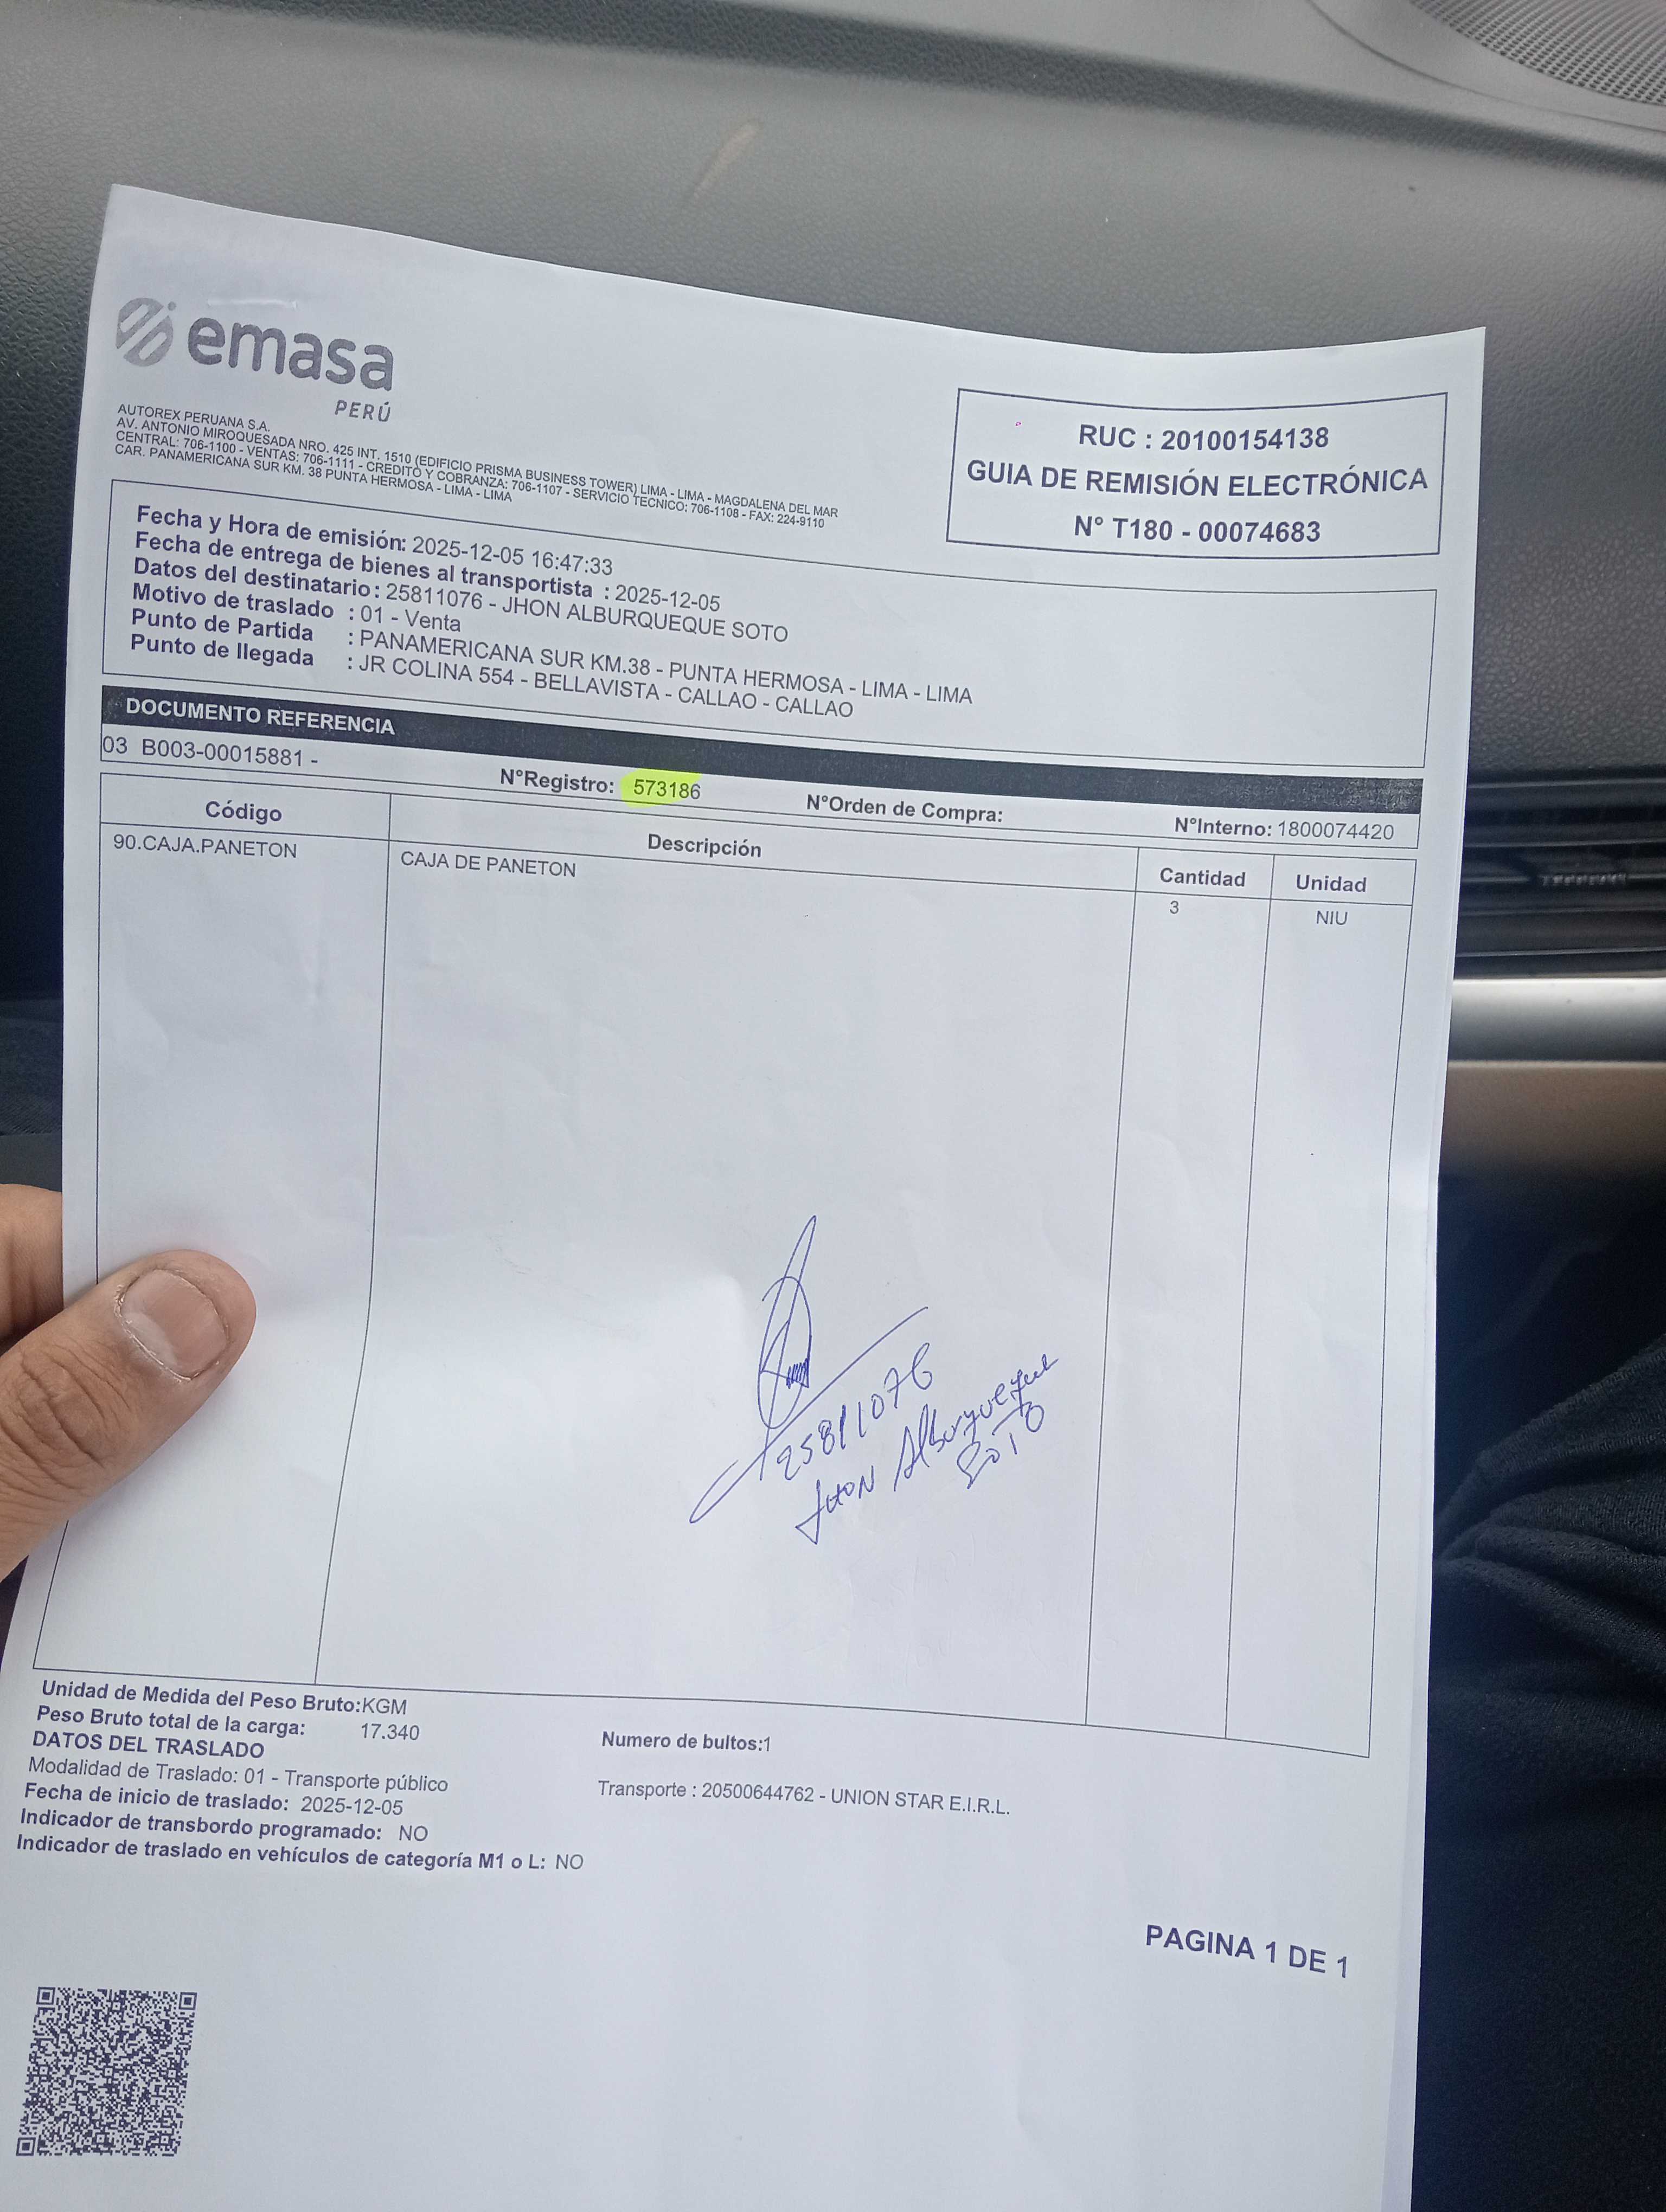 emasa
PERÚ
AUTOREX PERUANA S.A.
AV. ANTONIO MIROQUESADA NRO. 425 INT. 1510 (EDIFICIO PRISMA BUSINESS TOWER) LIMA - LIMA - MAGDALENA DEL MAR
CENTRAL: 706-1100 - VENTAS: 706-1111 - CREDITO Y COBRANZA: 706-1107 - SERVICIO TECNICO: 706-1108 - FAX: 224-9110
CAR. PANAMERICANA SUR KM. 38 PUNTA HERMOSA - LIMA - LIMA
RUC : 20100154138
GUIA DE REMISIÓN ELECTRÓNICA
N° T180 - 00074683
Fecha y Hora de emisión: 2025-12-05 16:47:33
Fecha de entrega de bienes al transportista : 2025-12-05
Datos del destinatario : 25811076 - JHON ALBURQUEQUE SOTO
Motivo de traslado : 01 - Venta
Punto de Partida : PANAMERICANA SUR KM.38 - PUNTA HERMOSA - LIMA - LIMA
Punto de llegada : JR COLINA 554 - BELLAVISTA - CALLAO - CALLAO
DOCUMENTO REFERENCIA
03 B003-00015881 - N°Registro: 573186 N°Orden de Compra: N°Interno: 1800074420
Código Descripción Cantidad Unidad
90.CAJA.PANETON CAJA DE PANETON 3 NIU
25811076
JHON Alburqueque
SOTO
Unidad de Medida del Peso Bruto:KGM
Peso Bruto total de la carga: 17.340 Numero de bultos:1
DATOS DEL TRASLADO
Modalidad de Traslado: 01 - Transporte público Transporte : 20500644762 - UNION STAR E.I.R.L.
Fecha de inicio de traslado: 2025-12-05
Indicador de transbordo programado: NO
Indicador de traslado en vehículos de categoría M1 o L: NO
PAGINA 1 DE 1